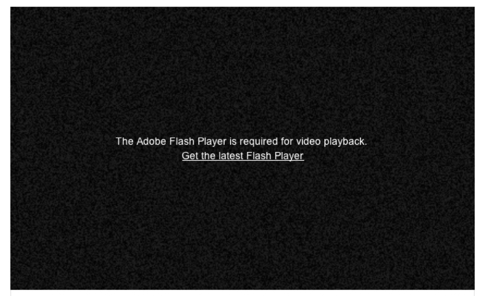 The Adobe Flash Player is required for video playback.
Get the latest Flash Player